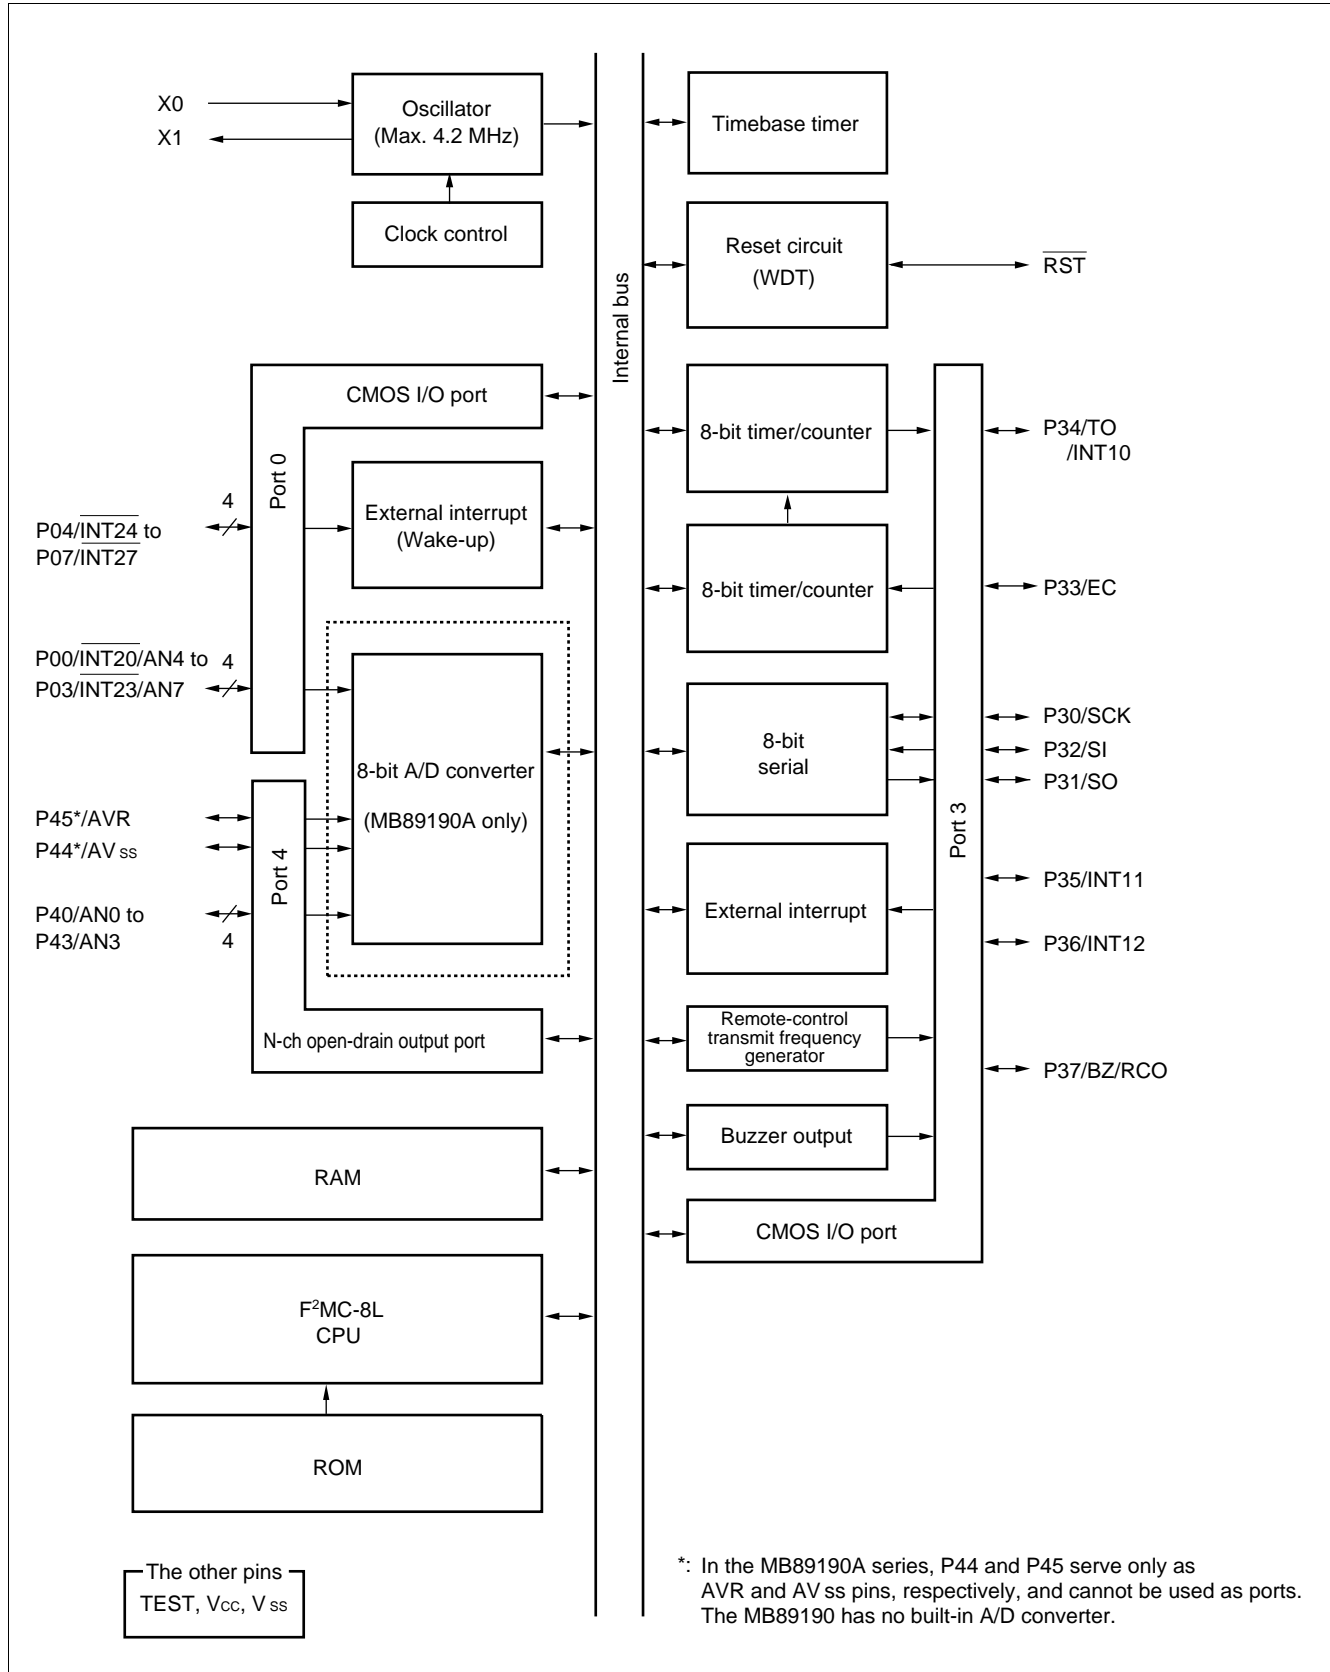 X0
X1
Oscillator
(Max. 4.2 MHz)
Clock control
Internal bus
Timebase timer
Reset circuit
(WDT)
RST
CMOS I/O port
Port 0
4
P04/INT24 to
P07/INT27
External interrupt
(Wake-up)
P00/INT20/AN4 to
4
P03/INT23/AN7
8-bit A/D converter
(MB89190A only)
P45*/AVR
P44*/AV ss
Port 4
P40/AN0 to
P43/AN3
4
N-ch open-drain output port
8-bit timer/counter
P34/TO
/INT10
8-bit timer/counter
P33/EC
8-bit
serial
P30/SCK
P32/SI
P31/SO
Port 3
External interrupt
P35/INT11
P36/INT12
Remote-control
transmit frequency
generator
P37/BZ/RCO
Buzzer output
CMOS I/O port
RAM
F²MC-8L
CPU
ROM
The other pins
TEST, Vcc, V ss
*: In the MB89190A series, P44 and P45 serve only as
AVR and AV ss pins, respectively, and cannot be used as ports.
The MB89190 has no built-in A/D converter.